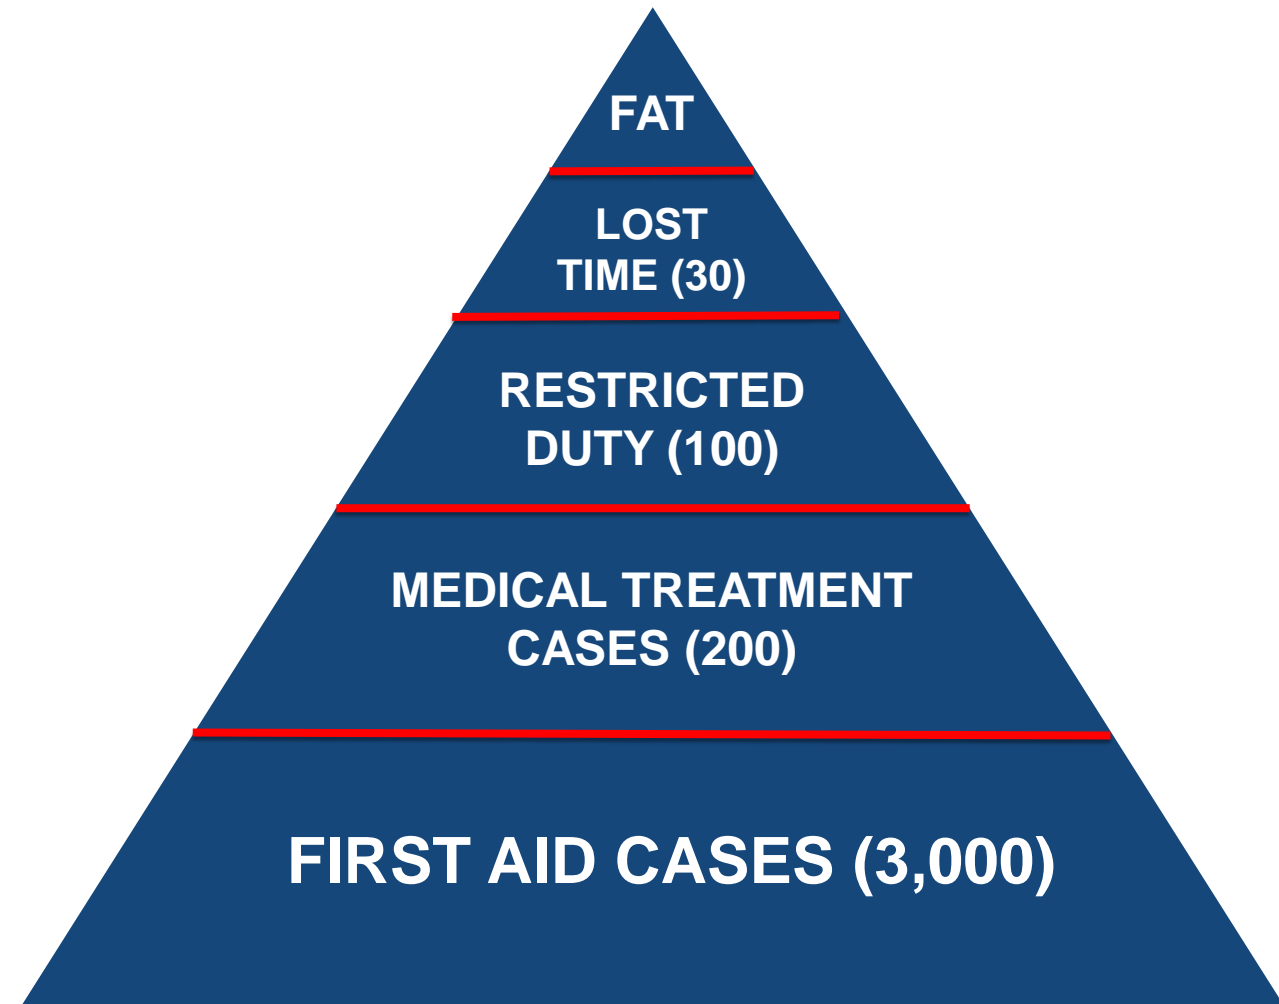 FAT
LOST
TIME (30)
RESTRICTED
DUTY (100)
MEDICAL TREATMENT
CASES (200)
FIRST AID CASES (3,000)